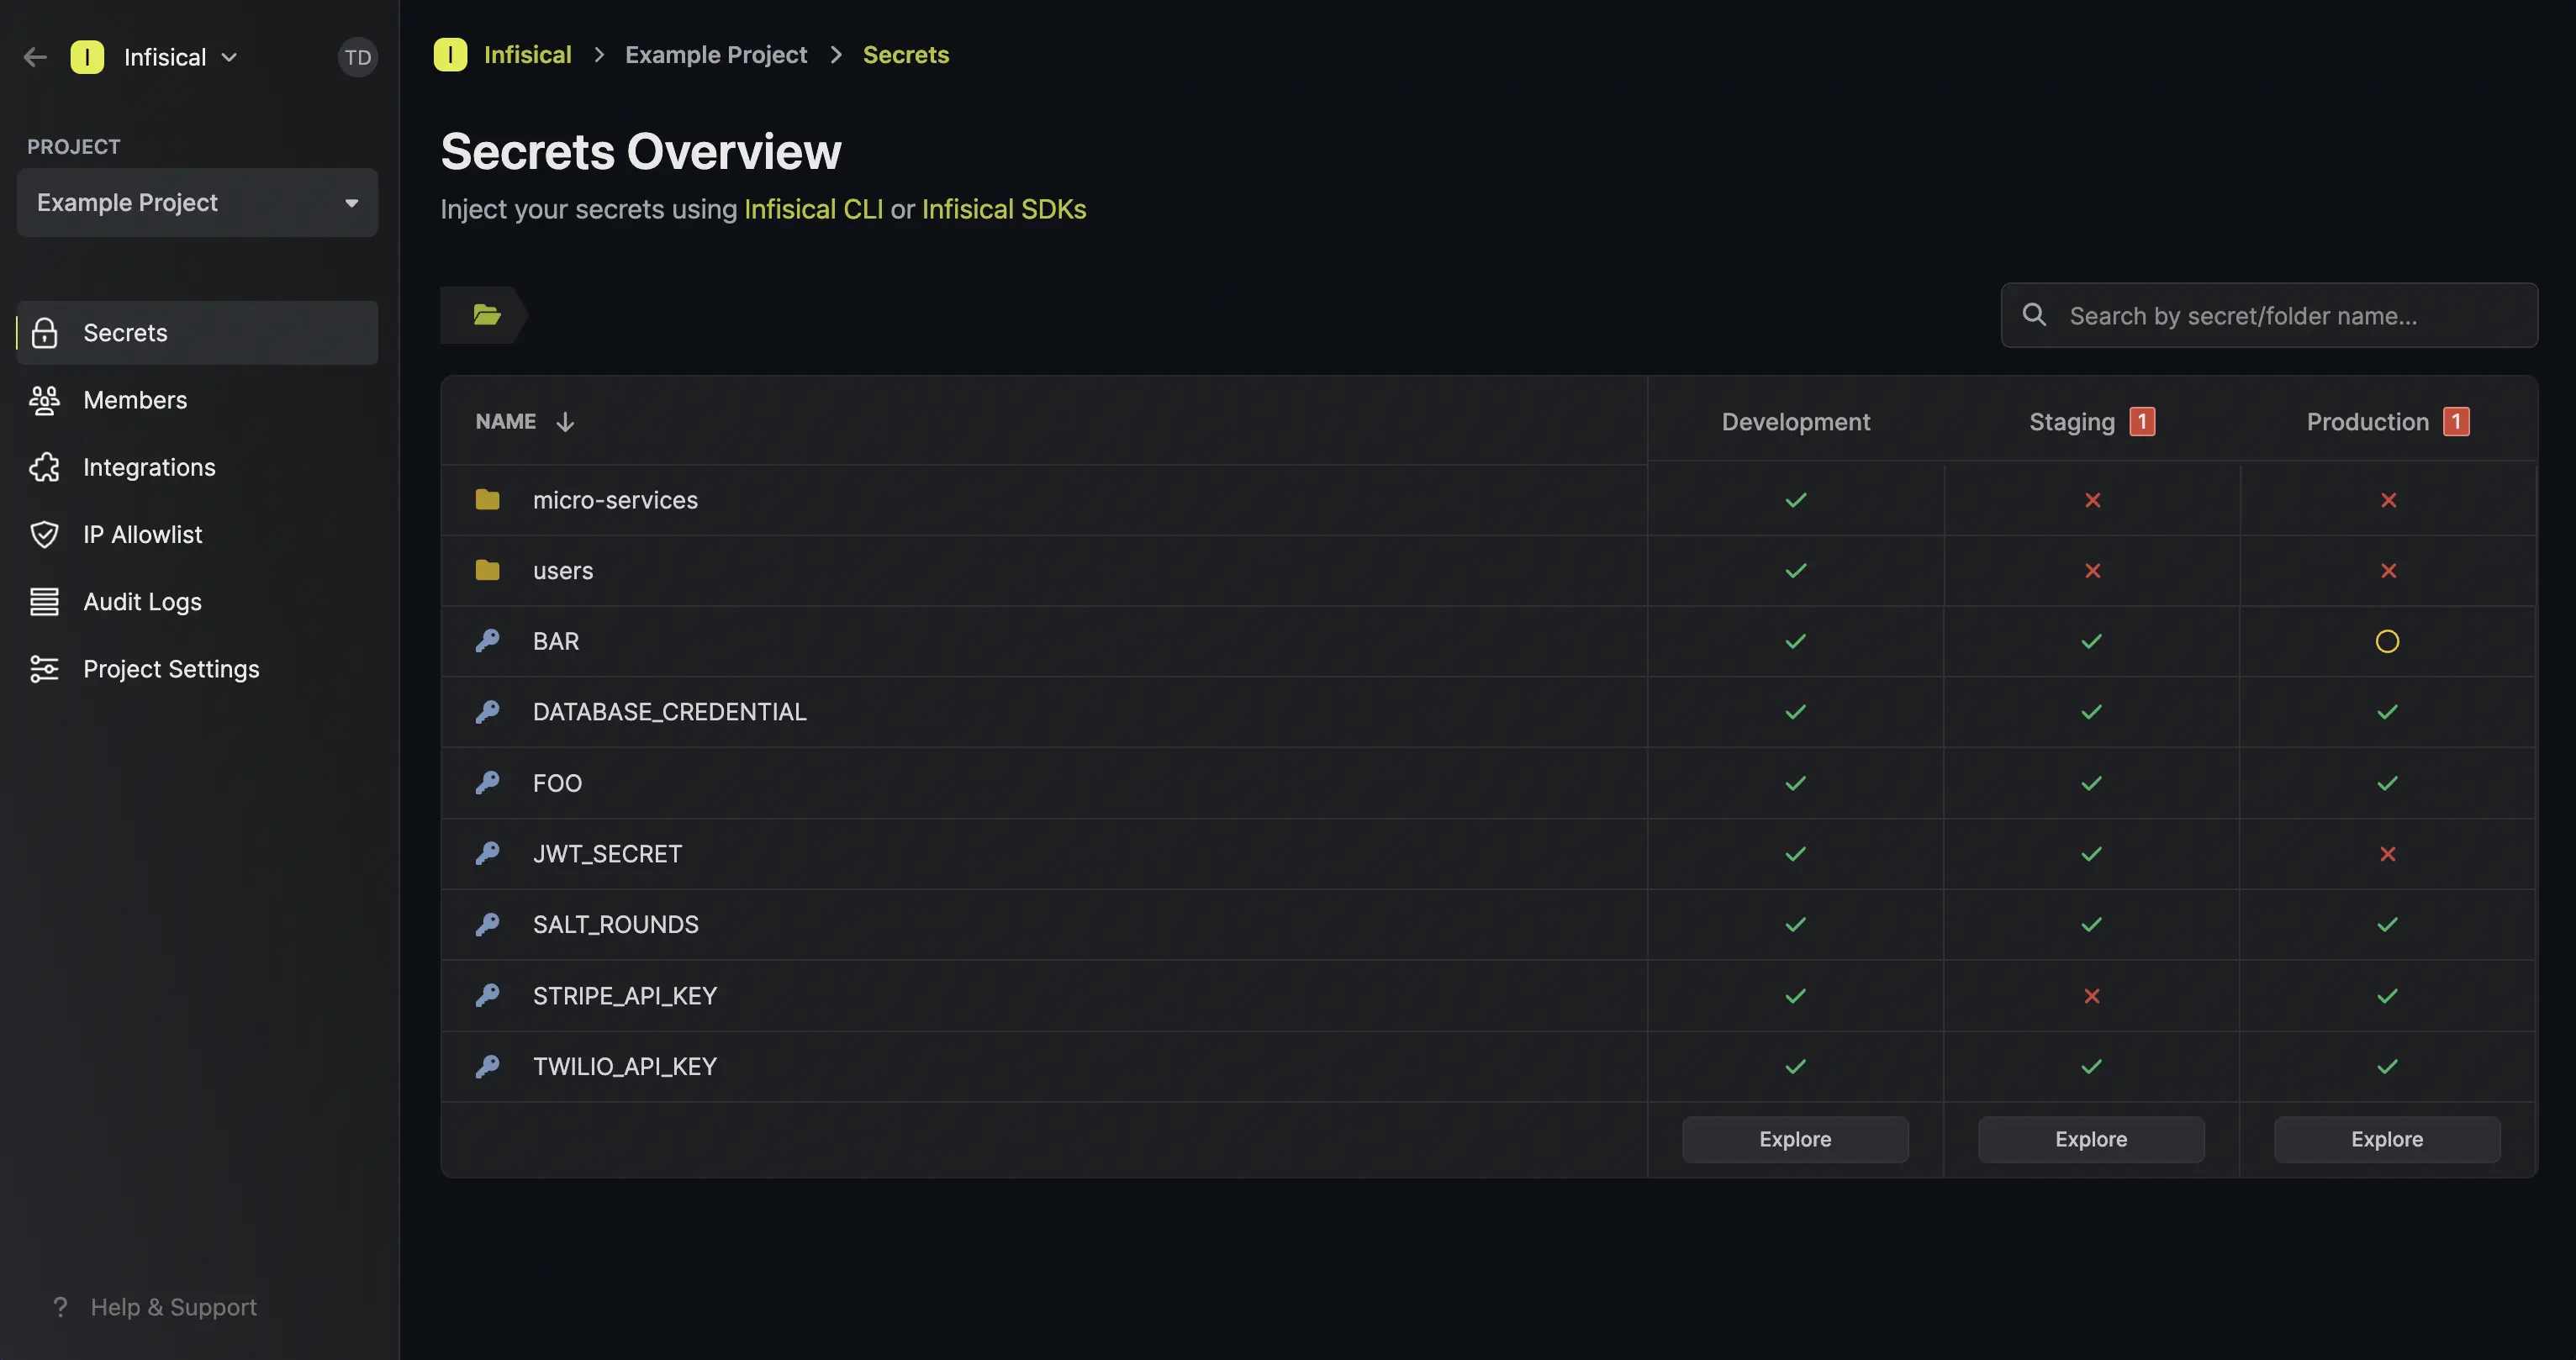 I Infisical TD
PROJECT
Example Project
Secrets
Members
Integrations
IP Allowlist
Audit Logs
Project Settings
? Help & Support
I Infisical > Example Project > Secrets
Secrets Overview
Inject your secrets using Infisical CLI or Infisical SDKs
Search by secret/folder name...
NAME Development Staging 1 Production 1
micro-services
users
BAR
DATABASE_CREDENTIAL
FOO
JWT_SECRET
SALT_ROUNDS
STRIPE_API_KEY
TWILIO_API_KEY
Explore Explore Explore